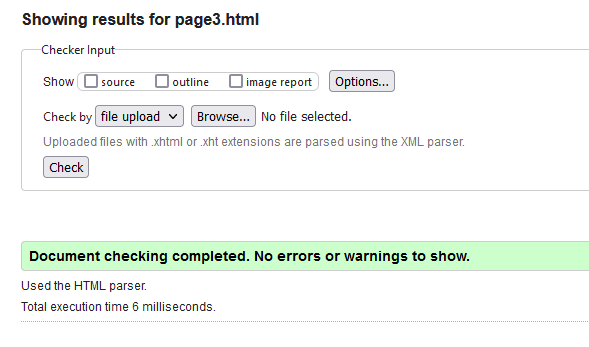 Showing results for page3.html
Checker Input
Show source outline image report Options...
Check by file upload Browse... No file selected.
Uploaded files with .xhtml or .xht extensions are parsed using the XML parser.
Check
Document checking completed. No errors or warnings to show.
Used the HTML parser.
Total execution time 6 milliseconds.